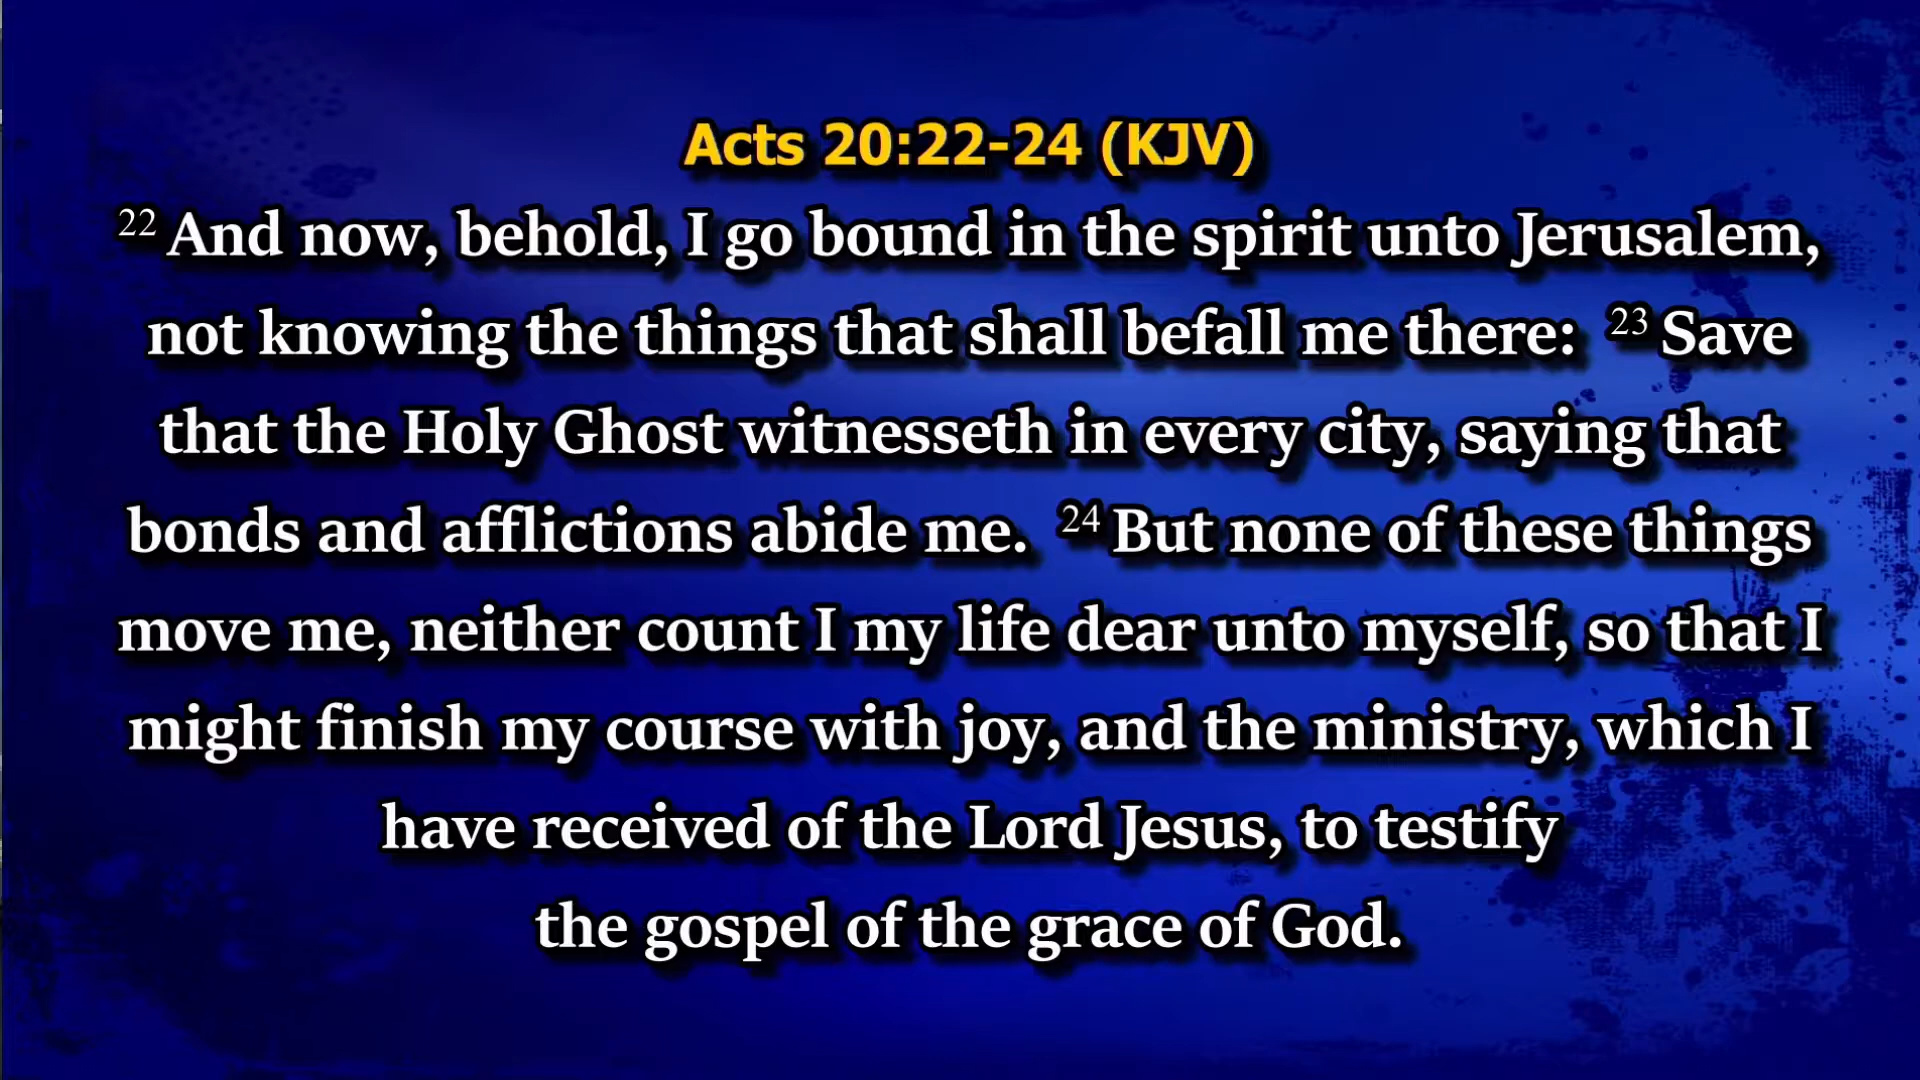 Acts 20:22-24 (KJV)
22 And now, behold, I go bound in the spirit unto Jerusalem,
not knowing the things that shall befall me there: 23 Save
that the Holy Ghost witnesseth in every city, saying that
bonds and afflictions abide me. 24 But none of these things
move me, neither count I my life dear unto myself, so that I
might finish my course with joy, and the ministry, which I
have received of the Lord Jesus, to testify
the gospel of the grace of God.